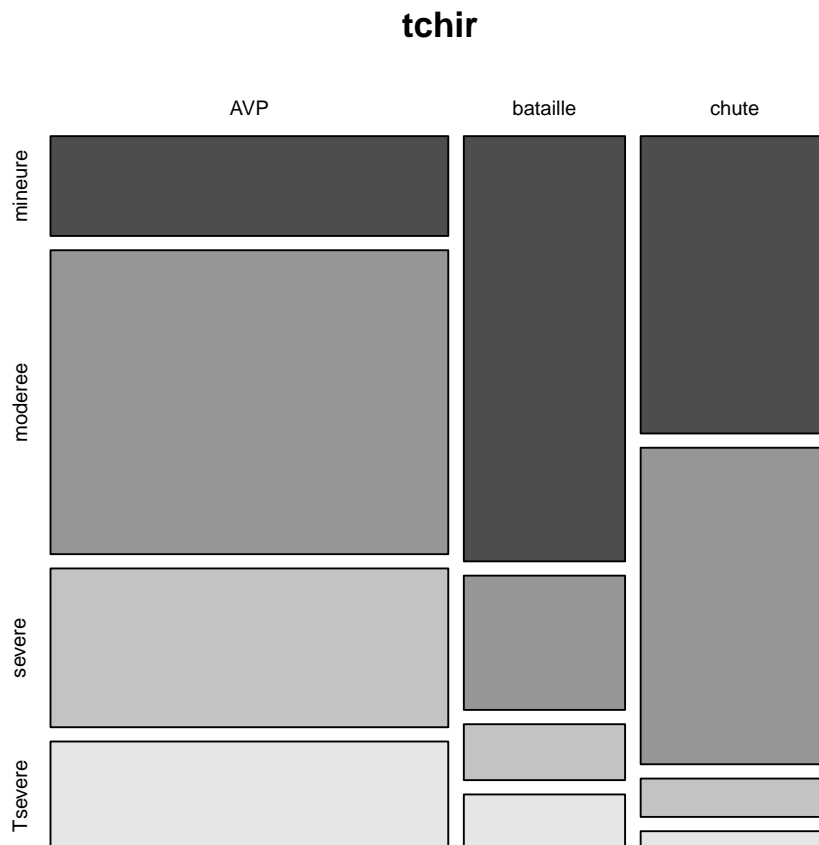 tchir
AVP
bataille
chute
mineure
moderee
severe
Tsevere